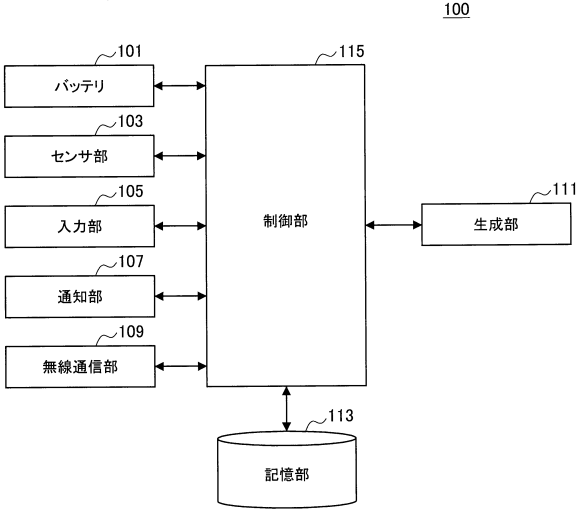 100
101
バッテリ
103
センサ部
105
入力部
107
通知部
109
無線通信部
115
制御部
111
生成部
113
記憶部